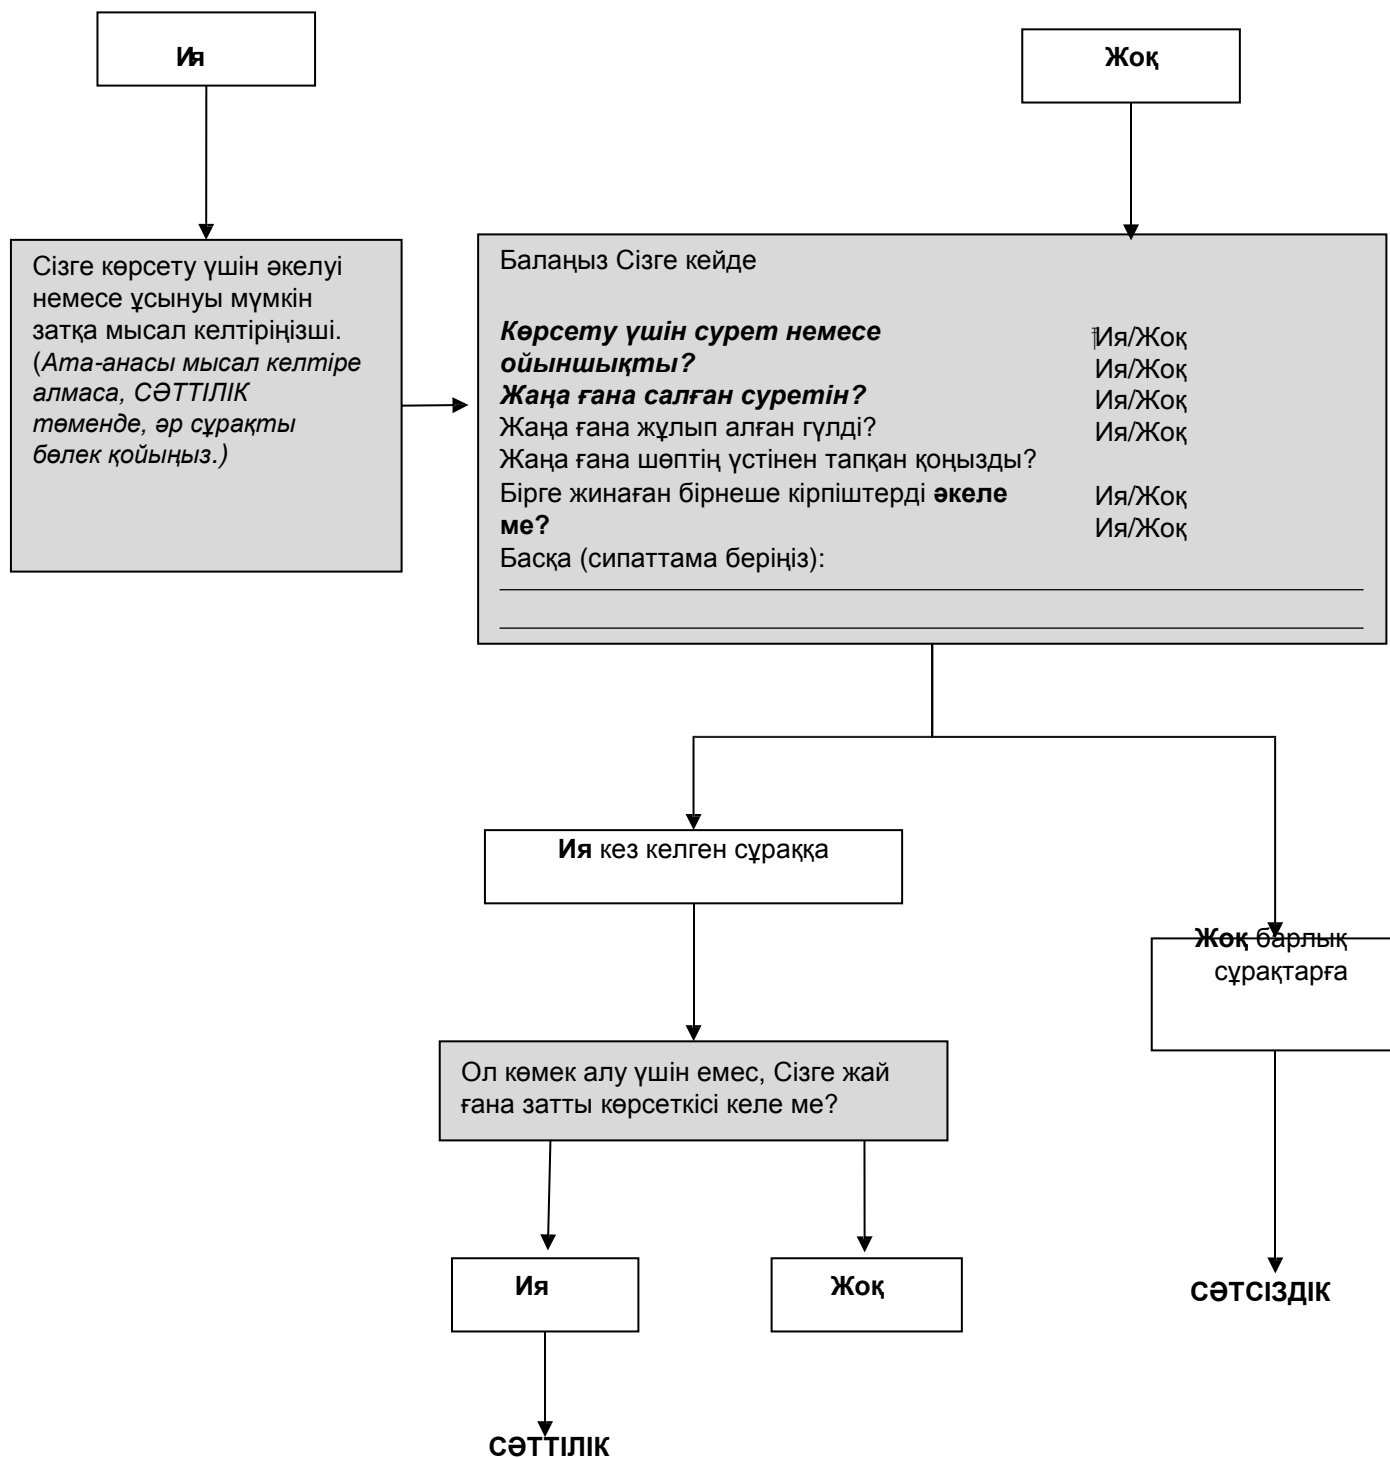 Ия
Жоқ
Сізге көрсету үшін әкелуі
немесе ұсынуы мүмкін
затқа мысал келтіріңізші.
(Ата-анасы мысал келтіре
алмаса, СӘТТІЛІК
төменде, әр сұрақты
бөлек қойыңыз.)
Балаңыз Сізге кейде
Көрсету үшін сурет немесе
ойыншықты?
Жаңа ғана салған суретін?
Жаңа ғана жұлып алған гүлді?
Жаңа ғана шөптің үстінен тапқан қоңызды?
Бірге жинаған бірнеше кірпіштерді әкеле
ме?
Басқа (сипаттама беріңіз):
Ия/Жоқ
Ия/Жоқ
Ия/Жоқ
Ия/Жоқ
Ия/Жоқ
Ия/Жоқ
Ия кез келген сұраққа
Жоқ барлық
сұрақтарға
Ол көмек алу үшін емес, Сізге жай
ғана затты көрсеткісі келе ме?
Ия
Жоқ
СӘТСІЗДІК
СӘТТІЛІК